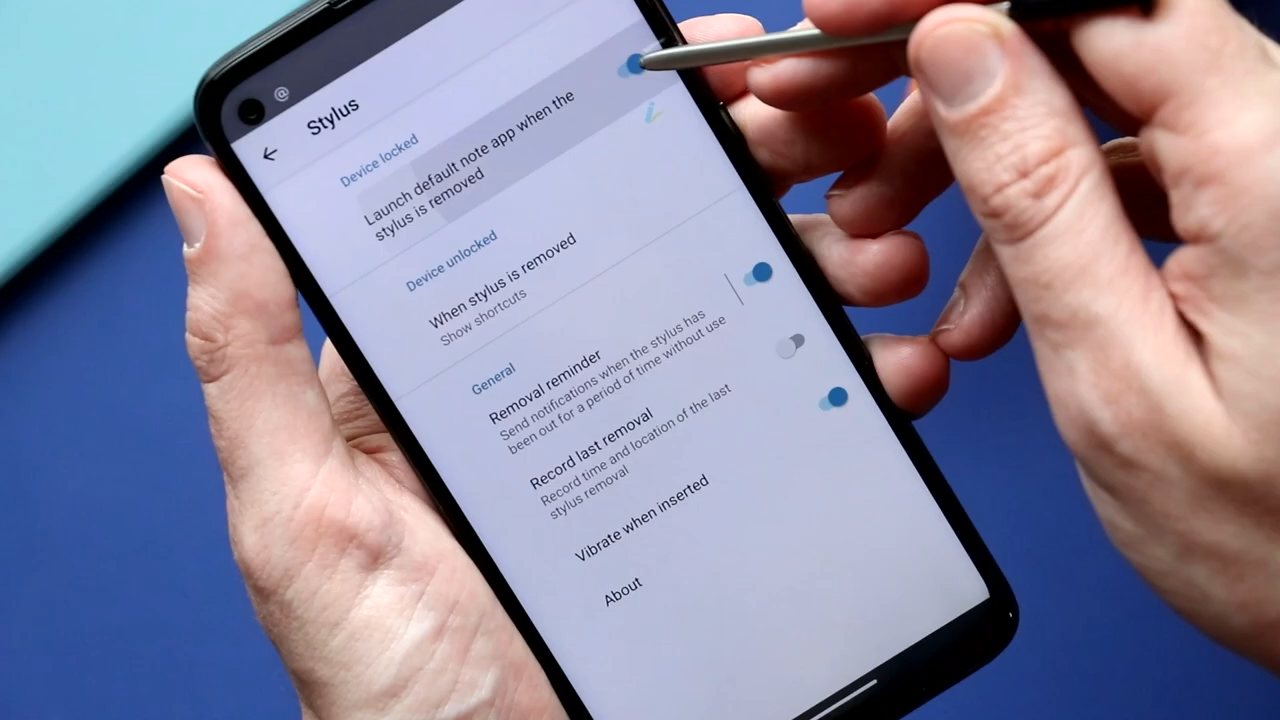 @
Stylus
Device locked
Launch default note app when the
stylus is removed
Device unlocked
When stylus is removed
Show shortcuts
General
Removal reminder
Send notifications when the stylus has
been out for a period of time without use
Record last removal
Record time and location of the last
stylus removal
Vibrate when inserted
About